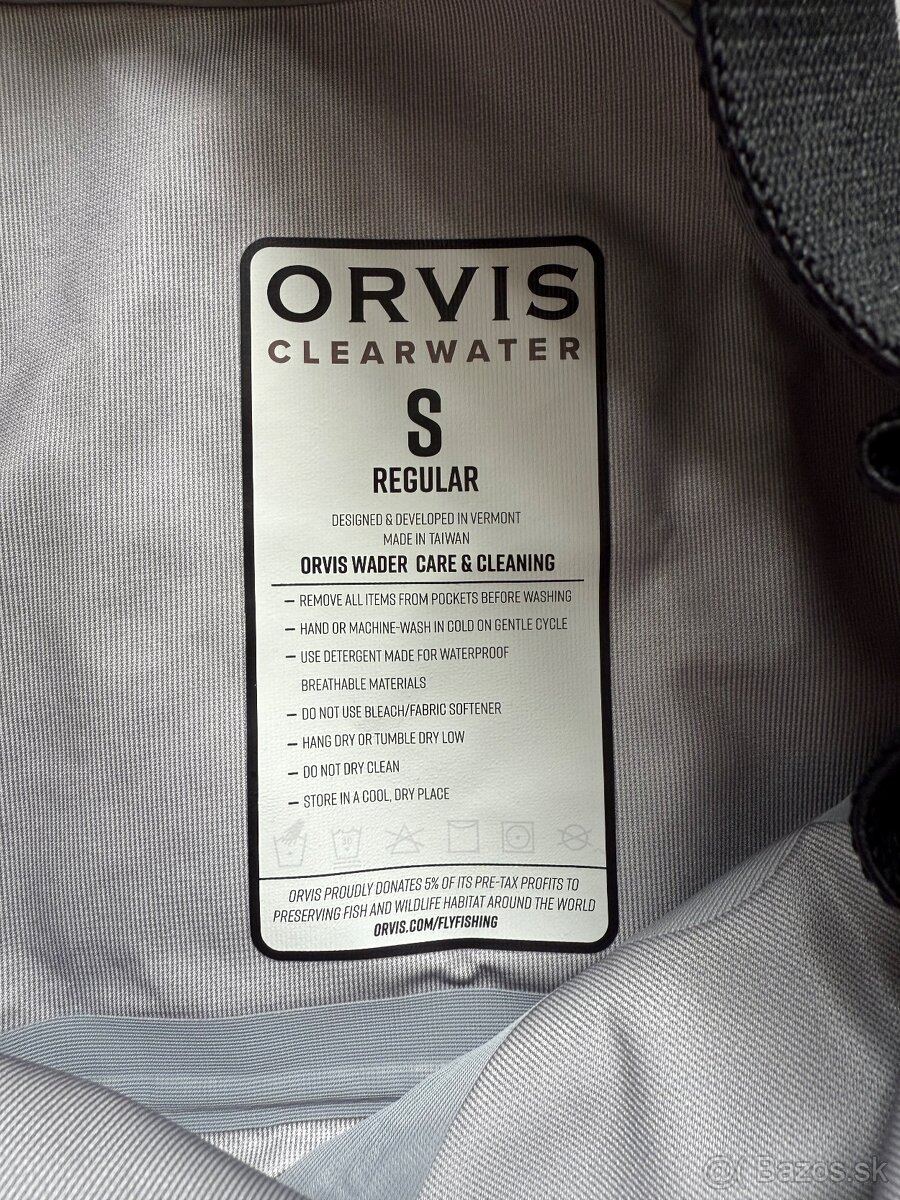 ORVIS
CLEARWATER
S
REGULAR
DESIGNED & DEVELOPED IN VERMONT
MADE IN TAIWAN
ORVIS WADER CARE & CLEANING
– REMOVE ALL ITEMS FROM POCKETS BEFORE WASHING
– HAND OR MACHINE-WASH IN COLD ON GENTLE CYCLE
– USE DETERGENT MADE FOR WATERPROOF
BREATHABLE MATERIALS
– DO NOT USE BLEACH/FABRIC SOFTENER
– HANG DRY OR TUMBLE DRY LOW
– DO NOT DRY CLEAN
– STORE IN A COOL, DRY PLACE
30°
ORVIS PROUDLY DONATES 5% OF ITS PRE-TAX PROFITS TO
PRESERVING FISH AND WILDLIFE HABITAT AROUND THE WORLD
ORVIS.COM/FLYFISHING
Bazos.sk